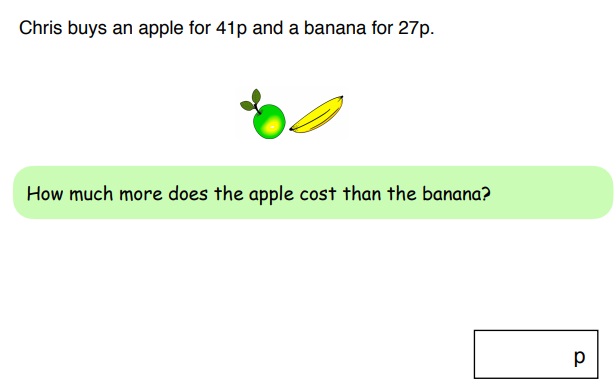 Chris buys an apple for 41p and a banana for 27p.
How much more does the apple cost than the banana?
p